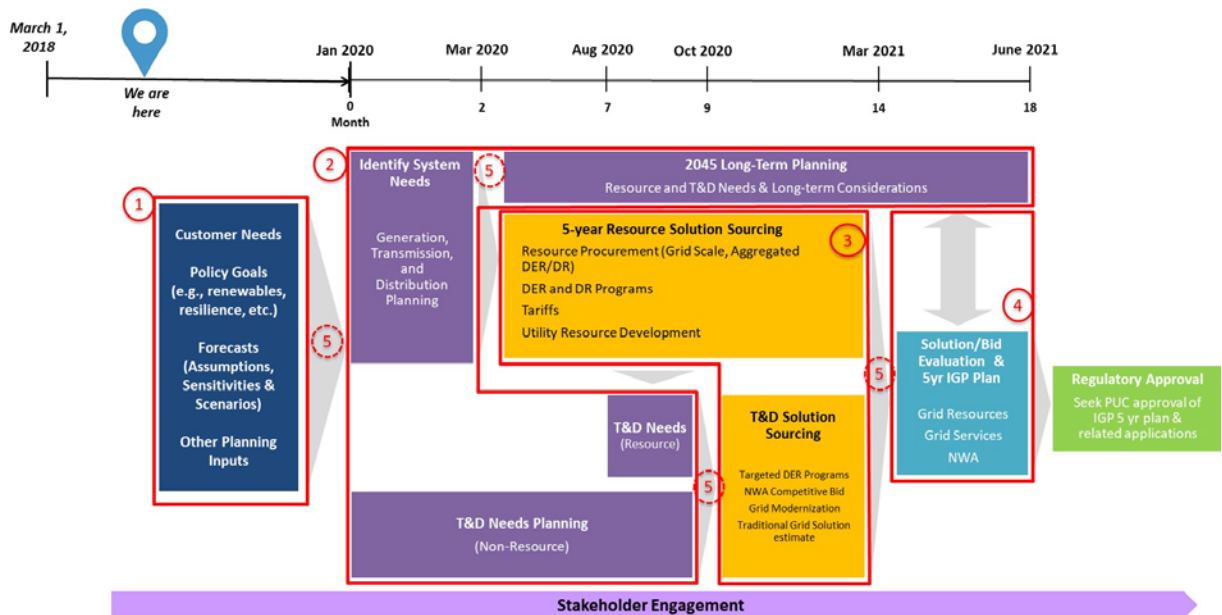 March 1,
2018
We are
here
Jan 2020
Mar 2020
Aug 2020
Oct 2020
Mar 2021
June 2021
0
2
7
9
14
18
Month
1
Customer Needs
Policy Goals
(e.g., renewables,
resilience, etc.)
Forecasts
(Assumptions,
Sensitivities &
Scenarios)
Other Planning
Inputs
5
2
Identify System
Needs
Generation,
Transmission,
and
Distribution
Planning
5
2045 Long-Term Planning
Resource and T&D Needs & Long-term Considerations
5-year Resource Solution Sourcing
3
Resource Procurement (Grid Scale, Aggregated
DER/DR)
DER and DR Programs
Tariffs
Utility Resource Development
T&D Needs
(Resource)
T&D Needs Planning
(Non-Resource)
5
T&D Solution
Sourcing
Targeted DER Programs
NWA Competitive Bid
Grid Modernization
Traditional Grid Solution
estimate
5
4
Solution/Bid
Evaluation &
5yr IGP Plan
Grid Resources
Grid Services
NWA
Regulatory Approval
Seek PUC approval of
IGP 5 yr plan &
related applications
Stakeholder Engagement